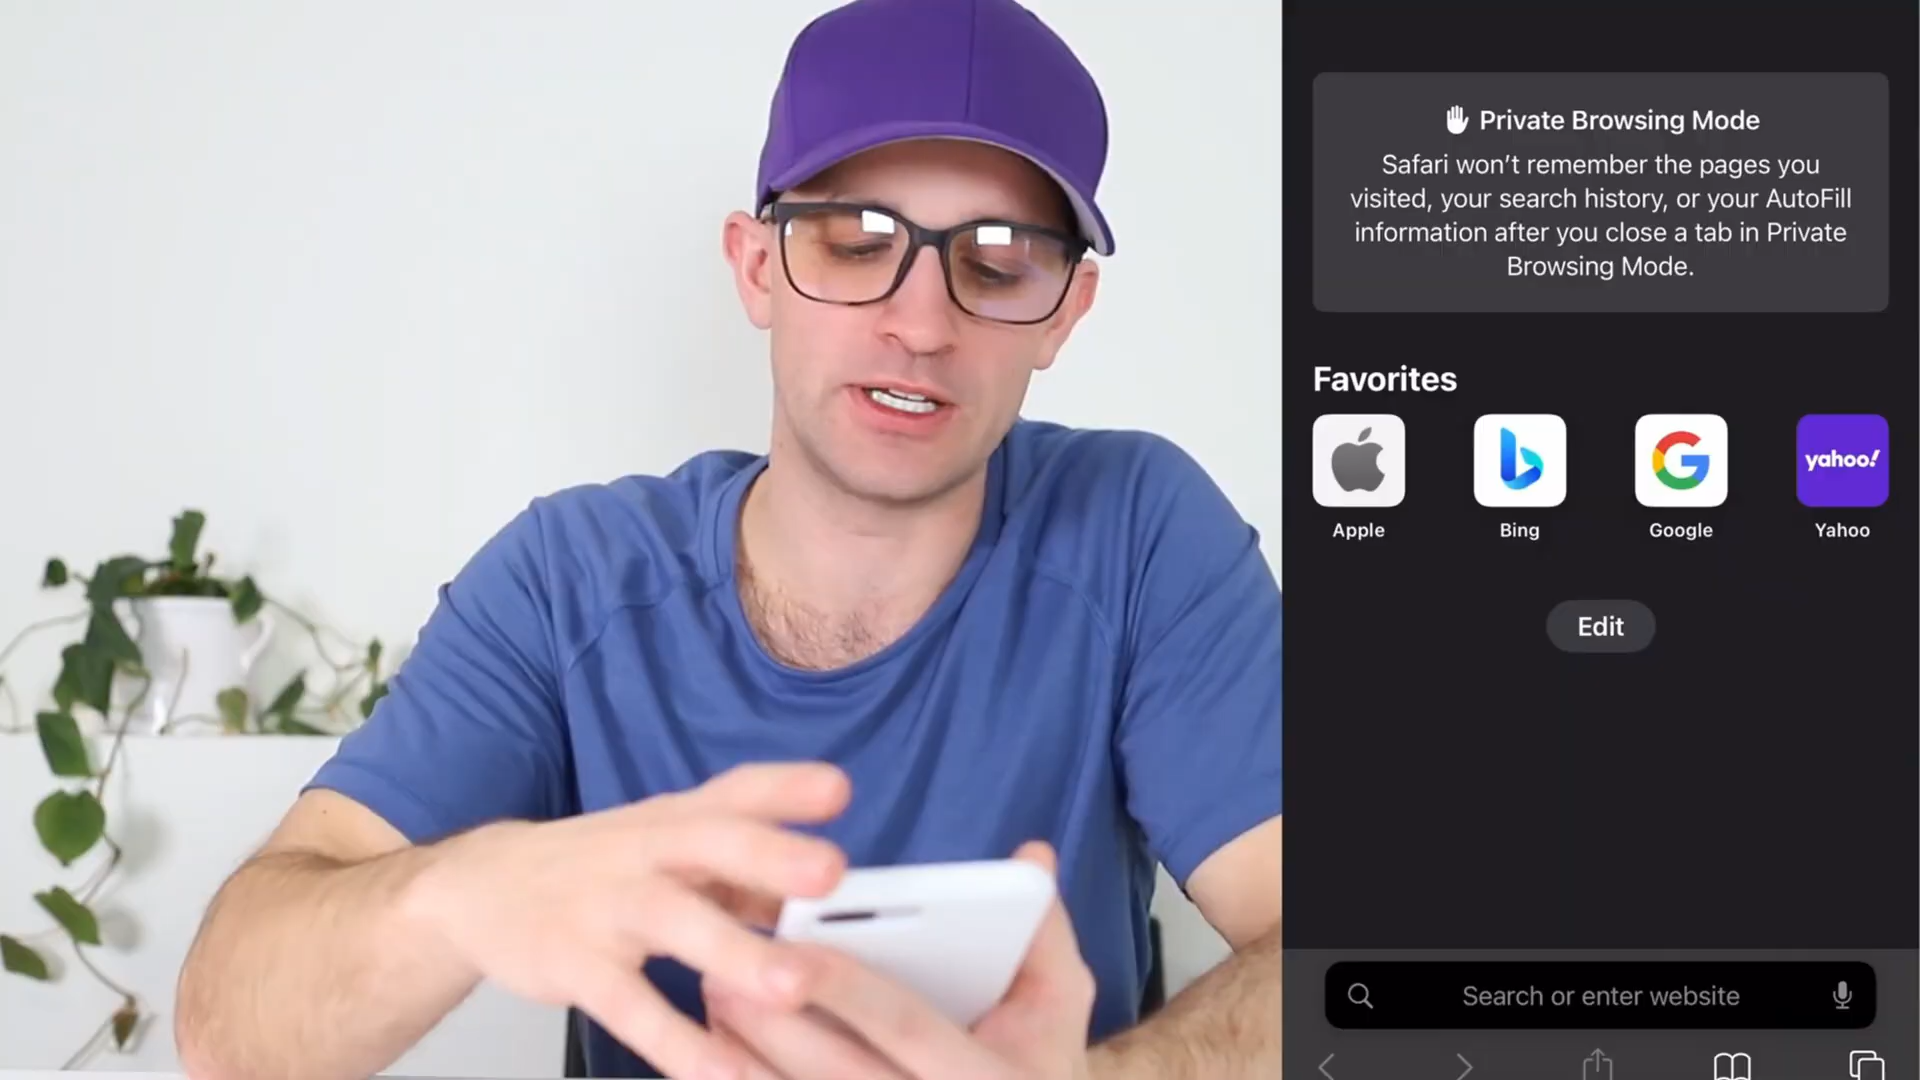 Private Browsing Mode
Safari won't remember the pages you
visited, your search history, or your AutoFill
information after you close a tab in Private
Browsing Mode.
Favorites
yahoo!
Apple
Bing
Google
Yahoo
Edit
Search or enter website